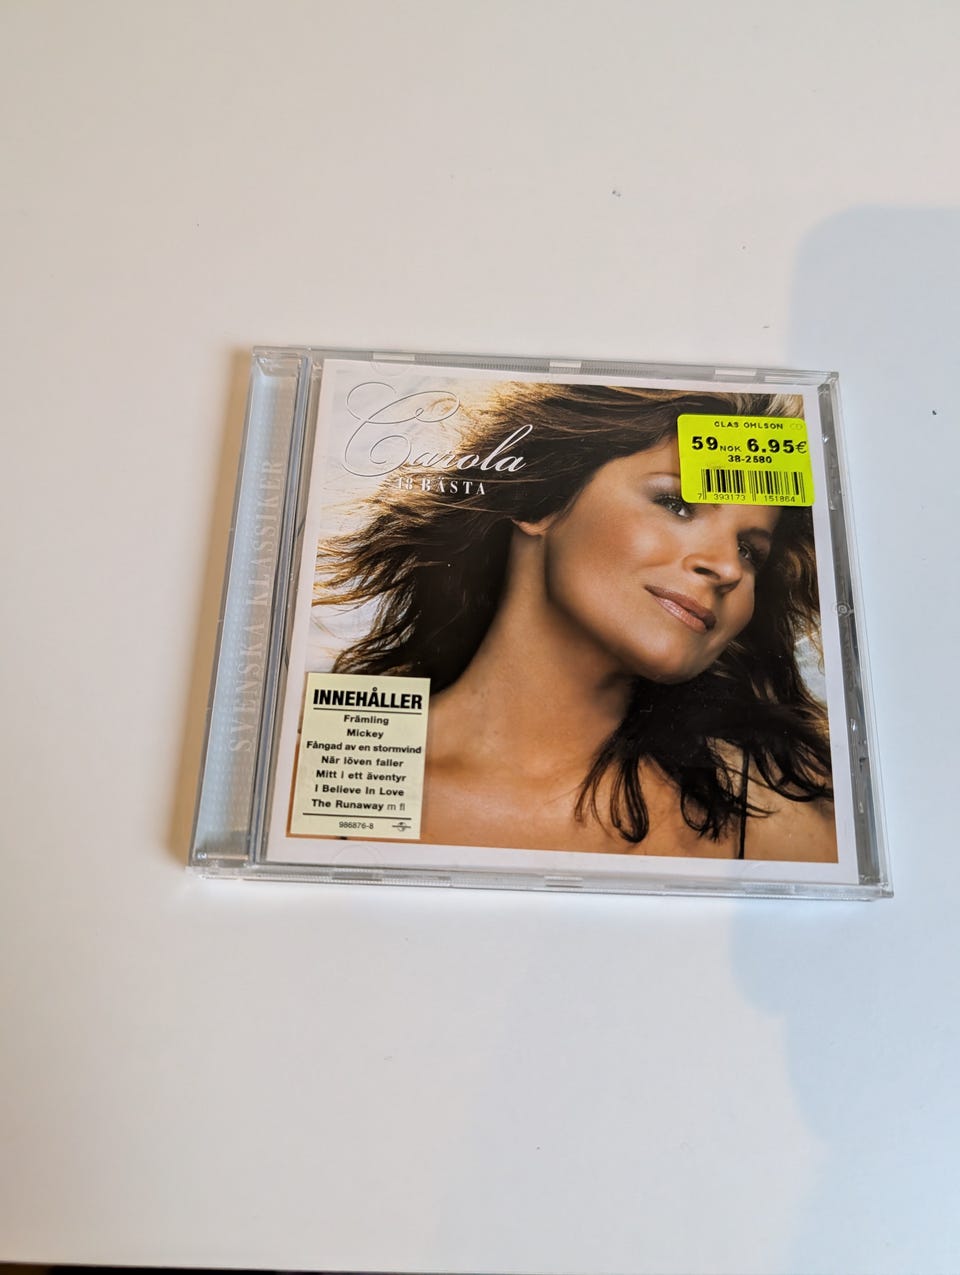 Carola
18 BÄSTA
CLAS OHLSON CD
59 NOK 6.95€
38-2580
7 393173 151864
SVENSKA KLASSIKER
INNEHÅLLER
Främling
Mickey
Fångad av en stormvind
När löven faller
Mitt i ett äventyr
I Believe In Love
The Runaway m fl
986876-8